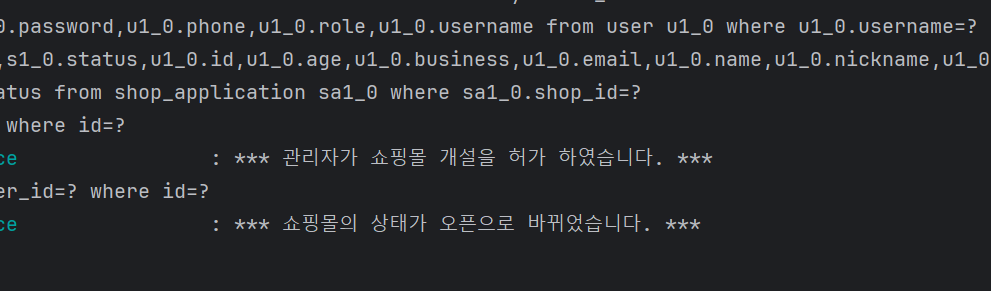 0.password,u1_0.phone,u1_0.role,u1_0.username from user u1_0 where u1_0.username=?
,s1_0.status,u1_0.id,u1_0.age,u1_0.business,u1_0.email,u1_0.name,u1_0.nickname,u1_0
atus from shop_application sa1_0 where sa1_0.shop_id=?
where id=?
ce : *** 관리자가 쇼핑몰 개설을 허가 하였습니다. ***
er_id=? where id=?
ce : *** 쇼핑몰의 상태가 오픈으로 바뀌었습니다. ***